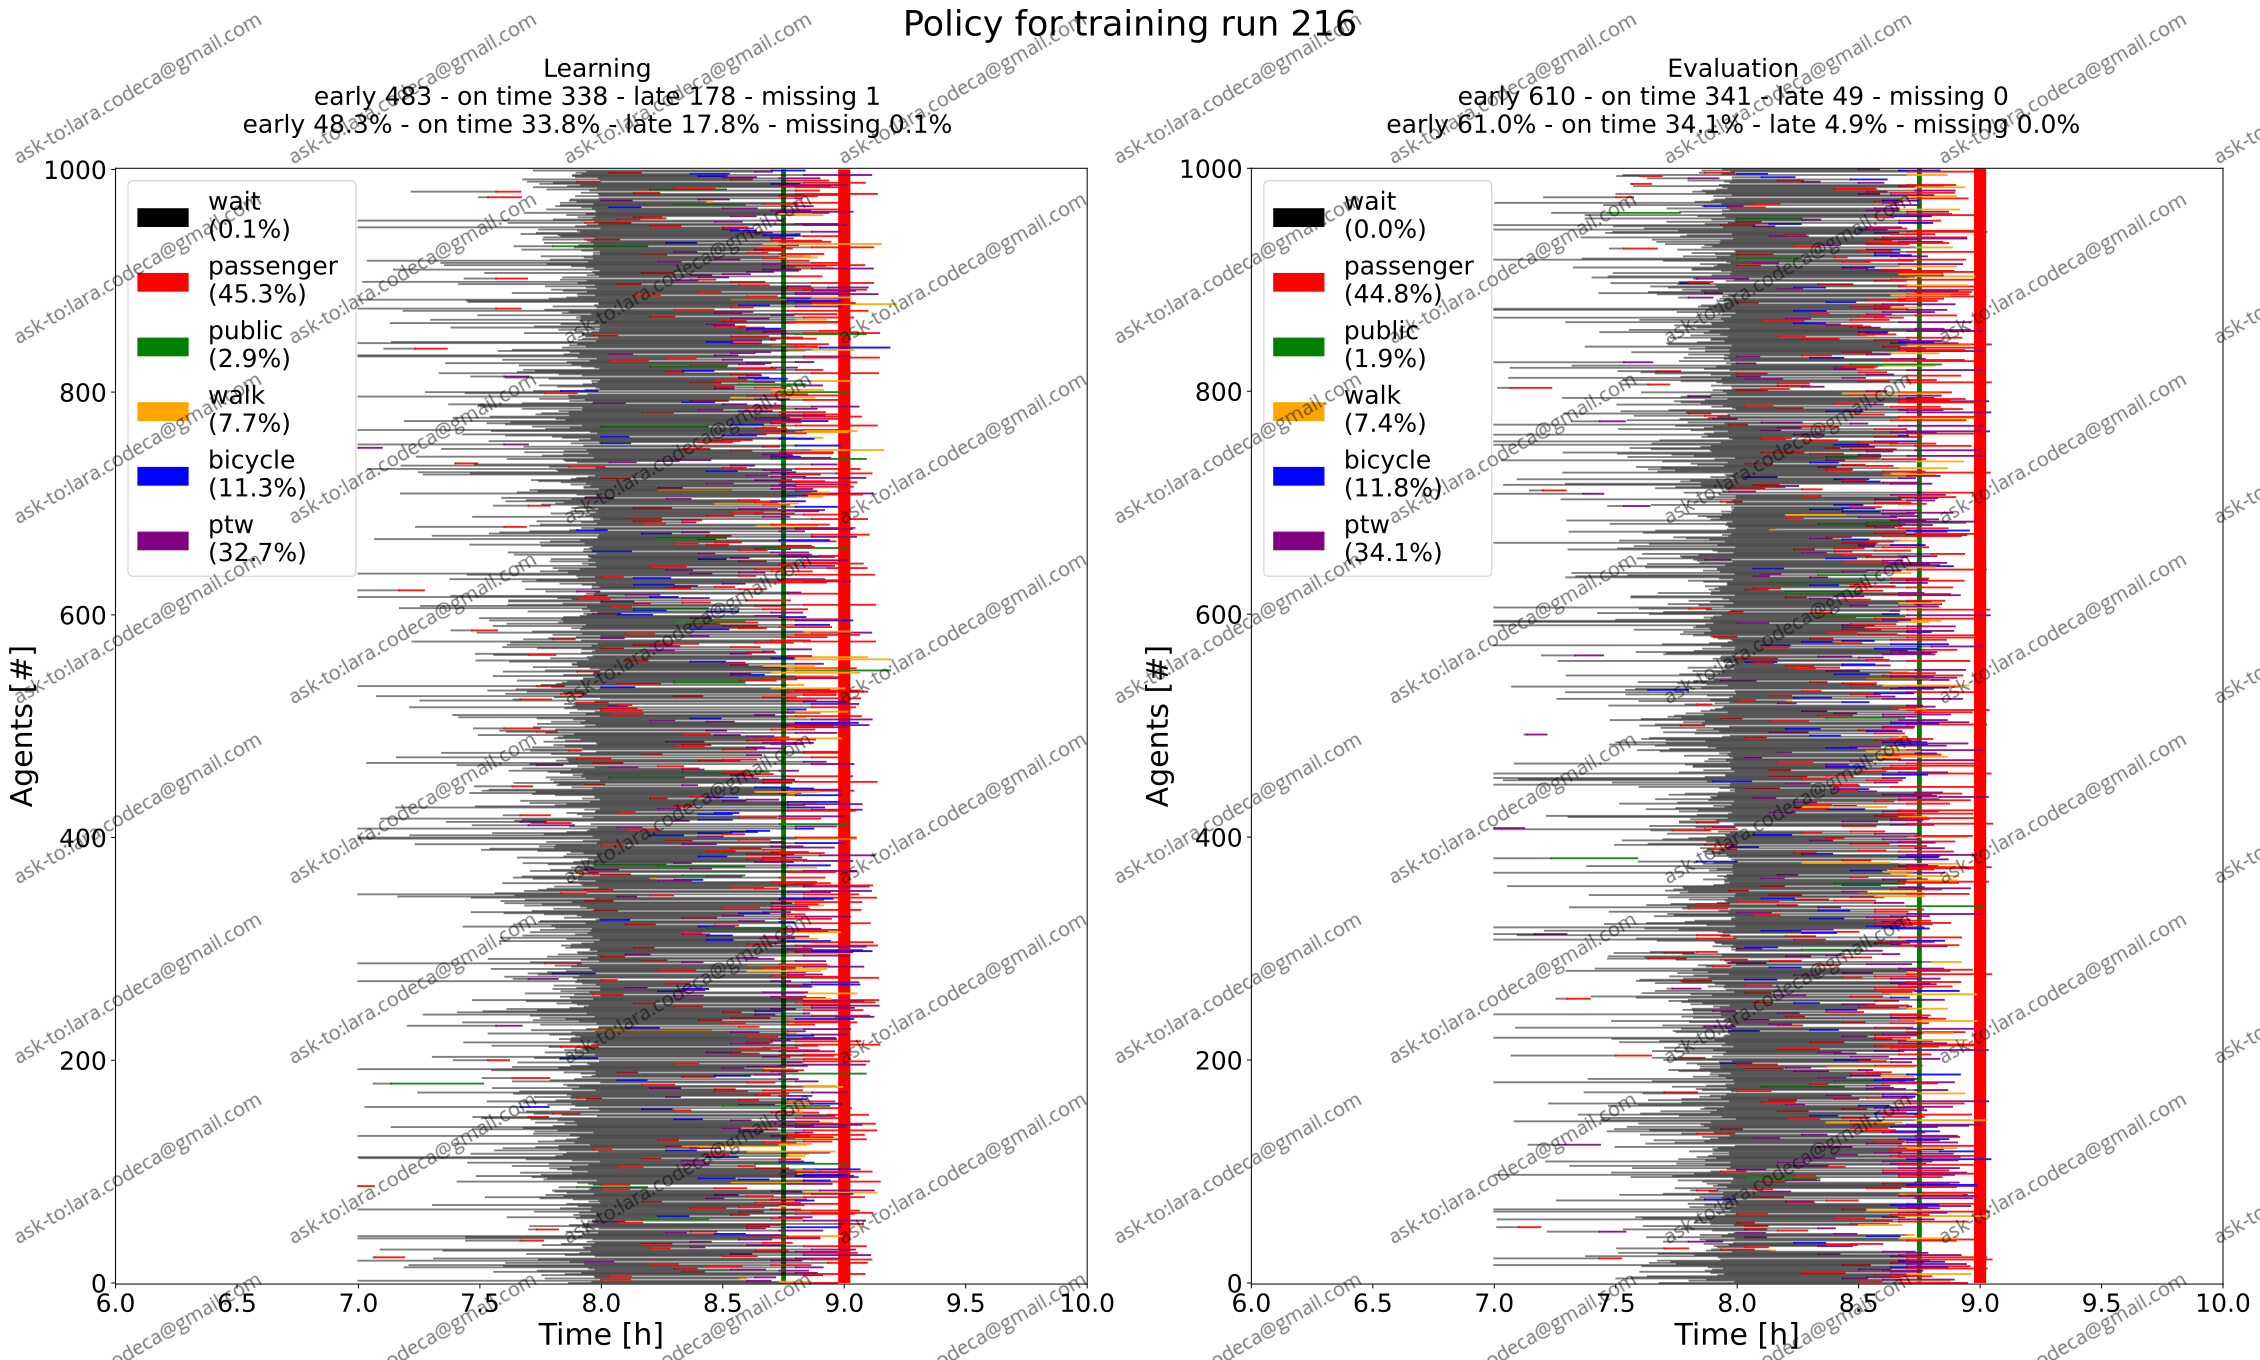 Policy for training run 216
Learning
early 483 - on time 338 - late 178 - missing 1
early 48.3% - on time 33.8% - late 17.8% - missing 0.1%
1000
800
600
400
200
0
Agents [#]
wait
(0.1%)
passenger
(45.3%)
public
(2.9%)
walk
(7.7%)
bicycle
(11.3%)
ptw
(32.7%)
6.0 6.5 7.0 7.5 8.0 8.5 9.0 9.5 10.0
Time [h]
Evaluation
early 610 - on time 341 - late 49 - missing 0
early 61.0% - on time 34.1% - late 4.9% - missing 0.0%
1000
800
600
400
200
0
Agents [#]
wait
(0.0%)
passenger
(44.8%)
public
(1.9%)
walk
(7.4%)
bicycle
(11.8%)
ptw
(34.1%)
6.0 6.5 7.0 7.5 8.0 8.5 9.0 9.5 10.0
Time [h]
ask-to:lara.codeca@gmail.com